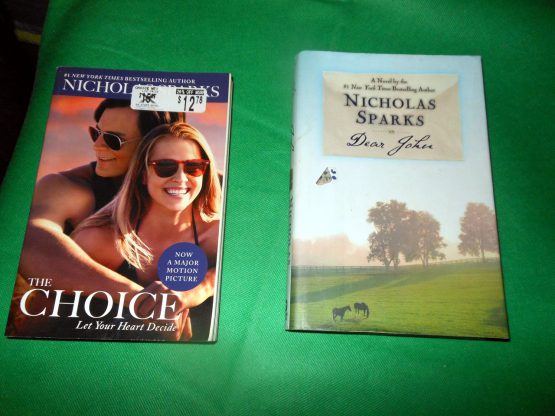 #1 NEW YORK TIMES BESTSELLING AUTHOR
NICHOL SPARKS
$12.78
NOW
A MAJOR
MOTION
PICTURE
THE
CHOICE
Let Your Heart Decide
A Novel by the
#1 New York Times Bestselling Author
NICHOLAS
SPARKS
Dear John